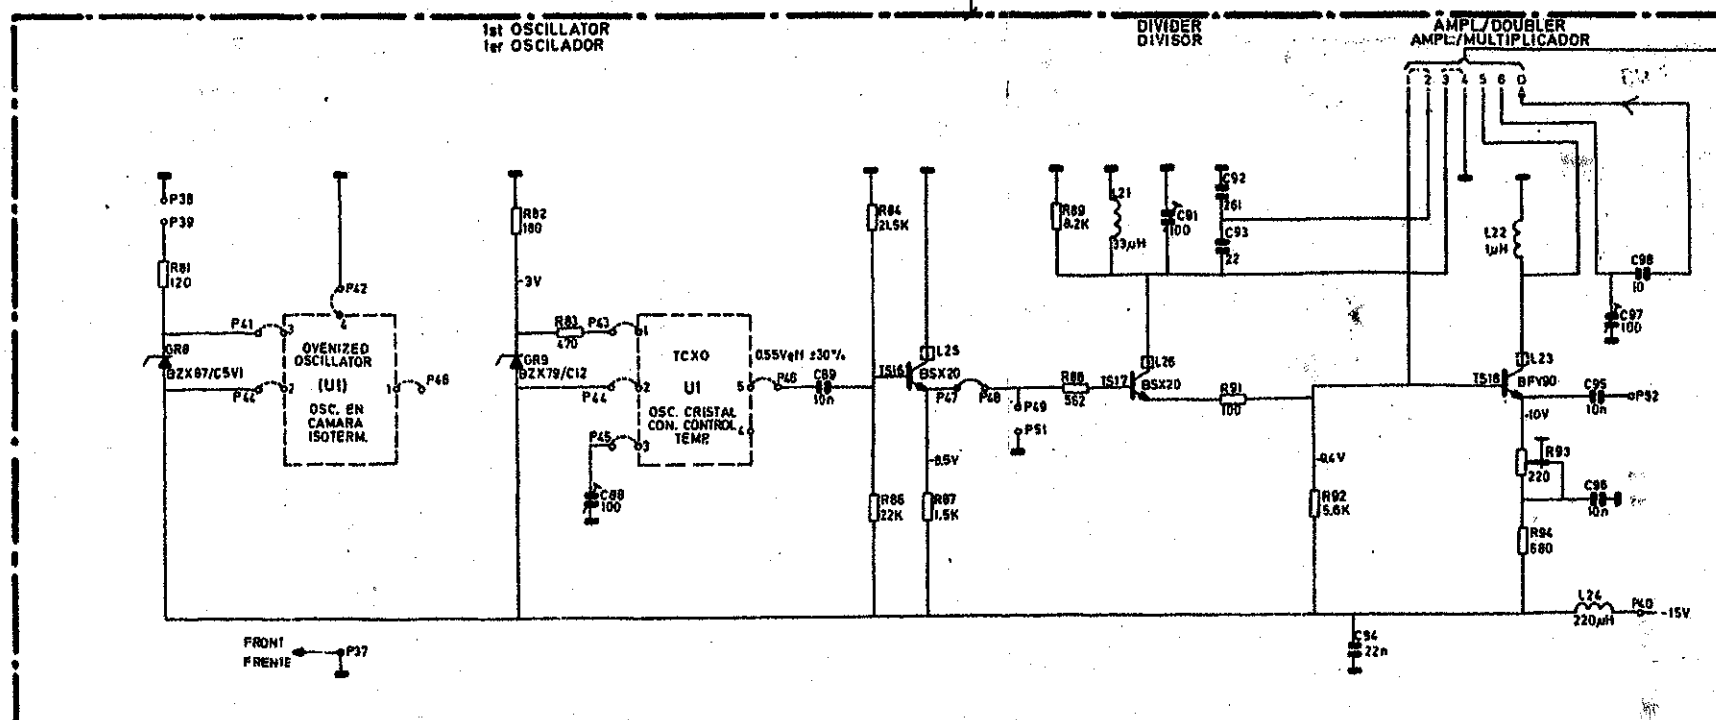 1st OSCILLATOR
1er OSCILADOR
DIVIDER
DIVISOR
AMPL/DOUBLER
AMPL/MULTIPLICADOR
1 2 3 4 5 6 0
P38
P39
R81
120
P42
4
P41
3
OVENIZED
OSCILLATOR
(U1)
OSC. EN
CAMARA
ISOTERM.
GR8
BZX87/C5V1
P44
2
1
P46
R82
180
-3V
R83
470
P43
1
GR9
BZX79/C12
P44
2
TCXO
U1
OSC. CRISTAL
CON. CONTROL
TEMP.
P45
3
4
5
0.55Veff ±30%
P46
C89
10n
C88
100
R84
21.5K
TS16
BSX20
L25
P47
P48
P49
P51
-8.5V
R86
22K
R87
1.5K
R88
562
R89
8.2K
L21
33µH
C91
100
C92
261
C93
22
L26
TS17
BSX20
R91
100
-9.4V
R92
5.6K
L22
1µH
C98
10
C97
100
L23
TS18
BFY90
C95
10n
P52
-10V
R93
220
C96
10n
R94
680
L24
220µH
P40
-15V
C94
22n
FRONT
FRENTE
P37